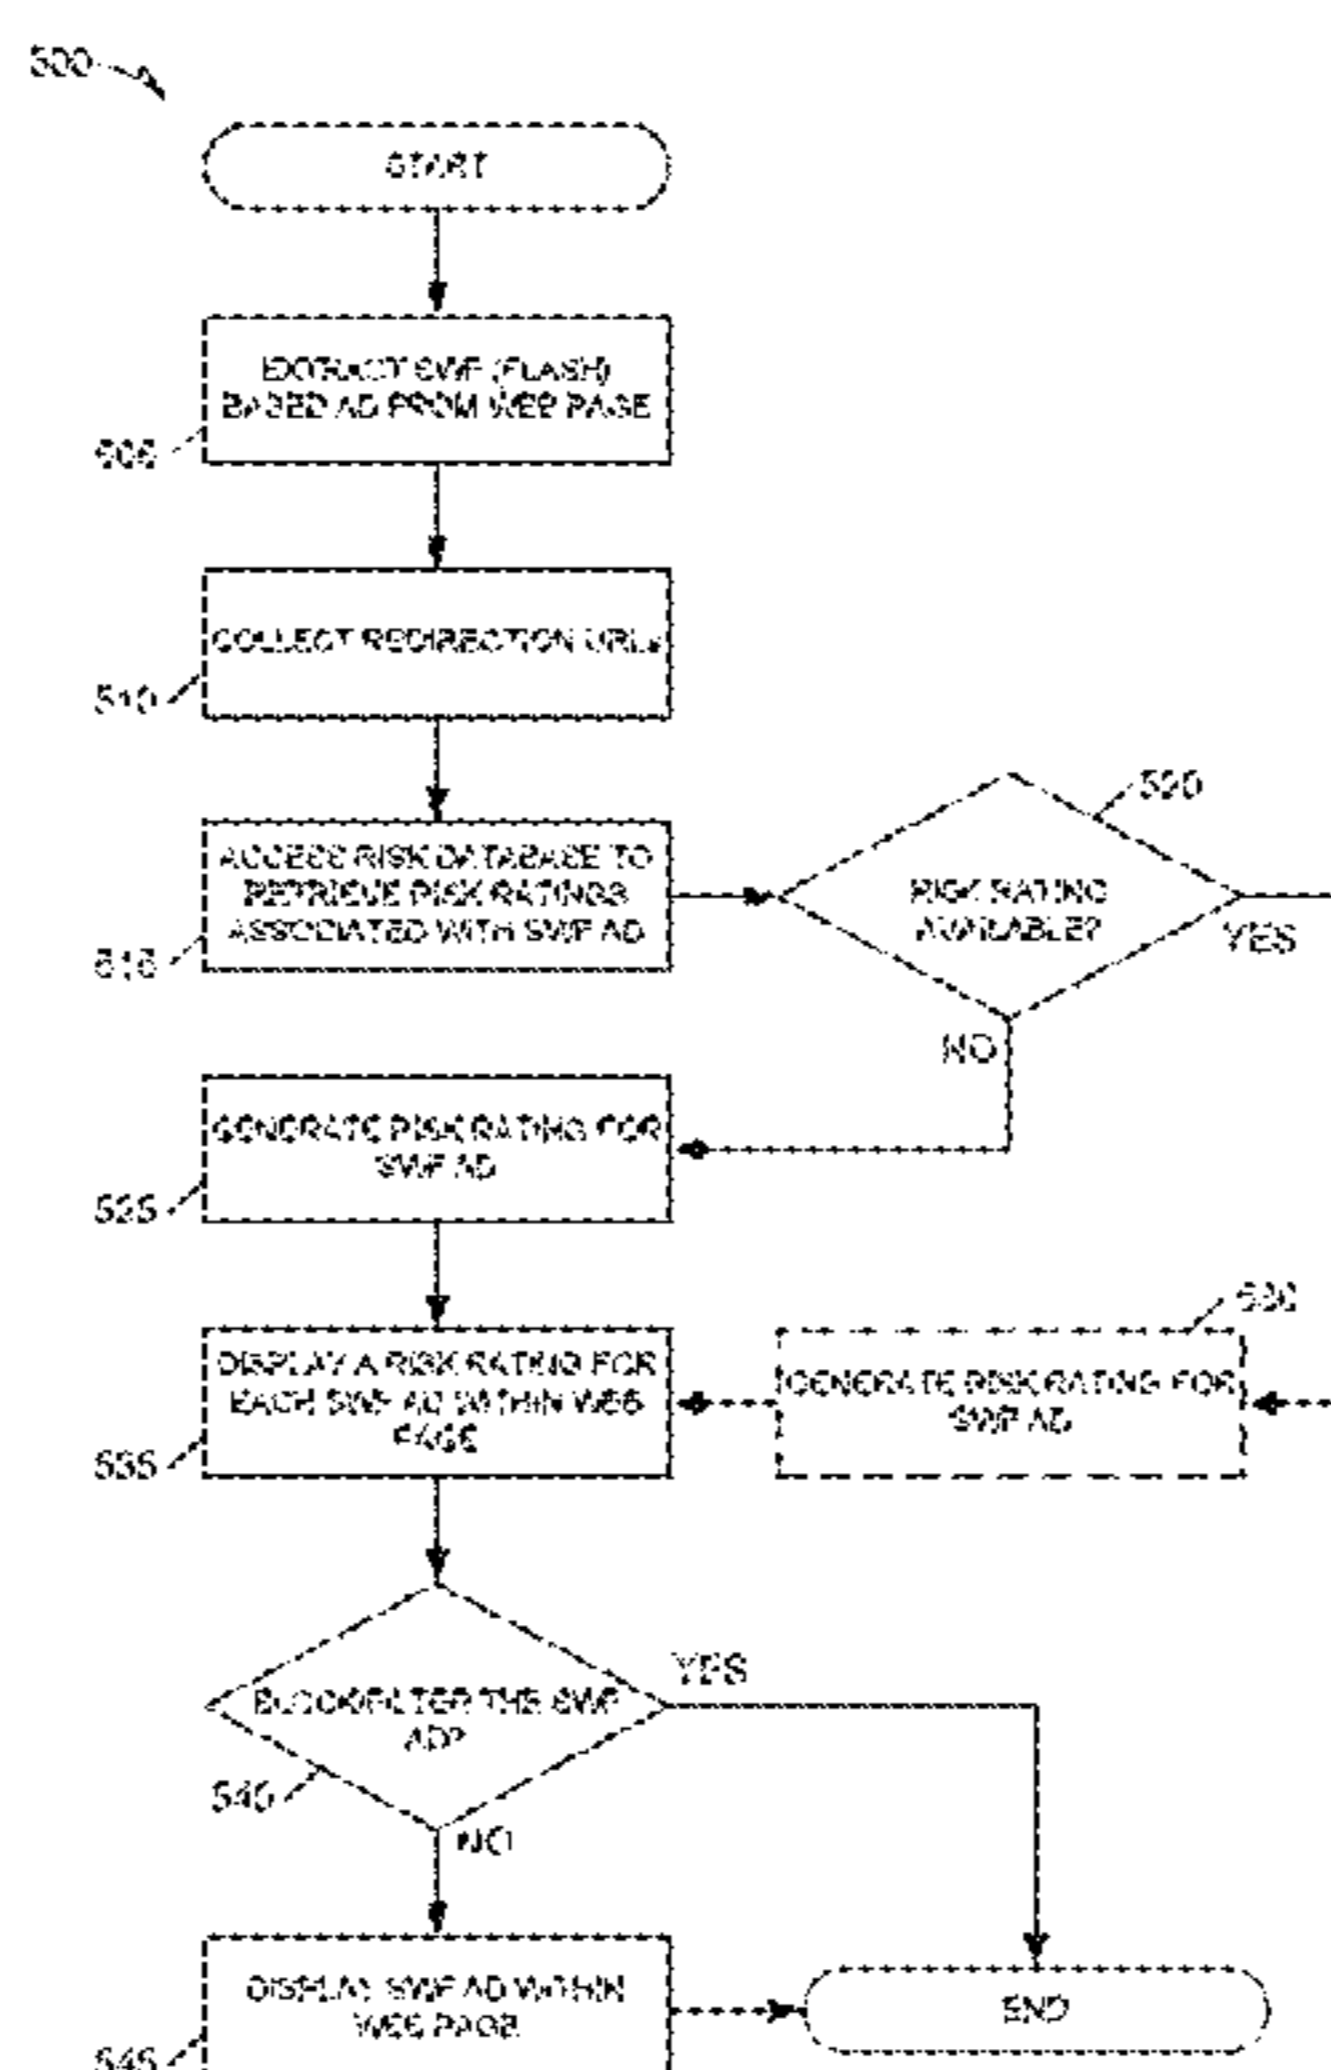 500
START
EXTRACT SWF (FLASH)
BASED AD FROM WEB PAGE
505
COLLECT REDIRECTION URLs
510
ACCESS RISK DATABASE TO
RETRIEVE RISK RATINGS
ASSOCIATED WITH SWF AD
515
520
RISK RATING
AVAILABLE?
YES
NO
GENERATE RISK RATING FOR
SWF AD
525
530
GENERATE RISK RATING FOR
SWF AD
DISPLAY A RISK RATING FOR
EACH SWF AD WITHIN WEB
PAGE
535
BLOCK/FILTER THE SWF
AD?
YES
540
NO
DISPLAY SWF AD WITHIN
WEB PAGE
545
END